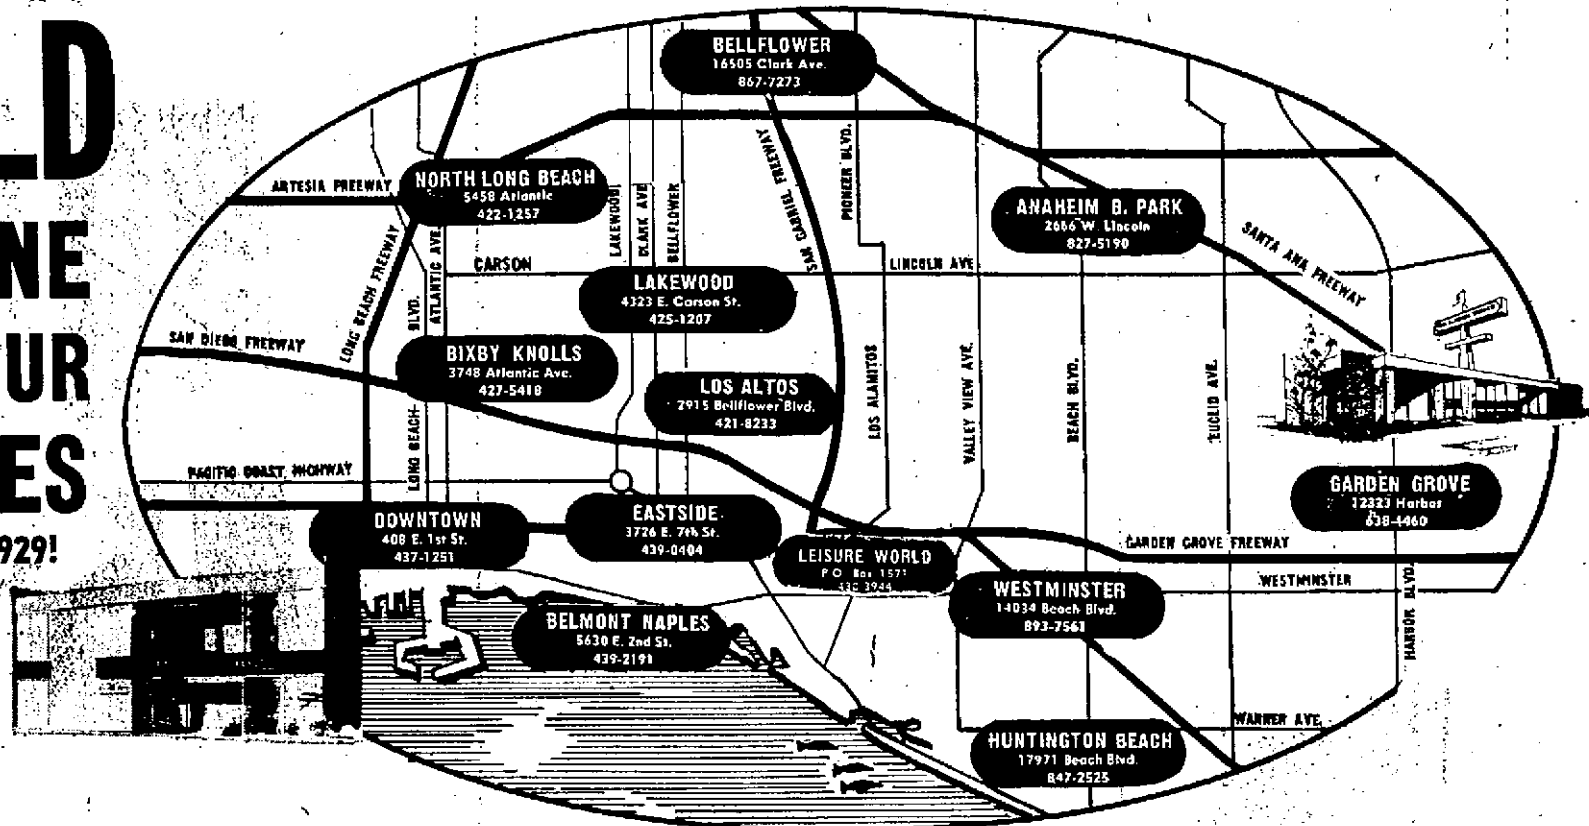 LD
NE
UR
ES
929!
BELLFLOWER
16505 Clark Ave.
867-7273
NORTH LONG BEACH
5458 Atlantic
422-1257
ANAHEIM B. PARK
2666 W. Lincoln
827-5190
LAKEWOOD
4323 E. Carson St.
425-1207
BIXBY KNOLLS
3748 Atlantic Ave.
427-5418
LOS ALTOS
2915 Bellflower Blvd.
421-8233
GARDEN GROVE
12323 Harbor
638-4460
DOWNTOWN
408 E. 1st St.
437-1251
EASTSIDE
3726 E. 7th St.
439-0404
LEISURE WORLD
P.O. Box 1571
BELMONT NAPLES
5630 E. 2nd St.
439-2191
WESTMINSTER
14034 Beach Blvd.
893-7561
HUNTINGTON BEACH
17971 Beach Blvd.
847-2525
ARTESIA FREEWAY
LONG BEACH FREEWAY
SAN DIEGO FREEWAY
PACIFIC COAST HIGHWAY
LONG BEACH BLVD.
ATLANTIC AVE.
CARSON
LAKEWOOD
CLARK AVE
BELLFLOWER
SAN GABRIEL FREEWAY
PIONEER BLVD.
LINCOLN AVE
LOS ALAMITOS
VALLEY VIEW AVE.
BEACH BLVD.
EUCLID AVE.
SANTA ANA FREEWAY
GARDEN GROVE FREEWAY
WESTMINSTER
HARBOR BLVD.
WARNER AVE.